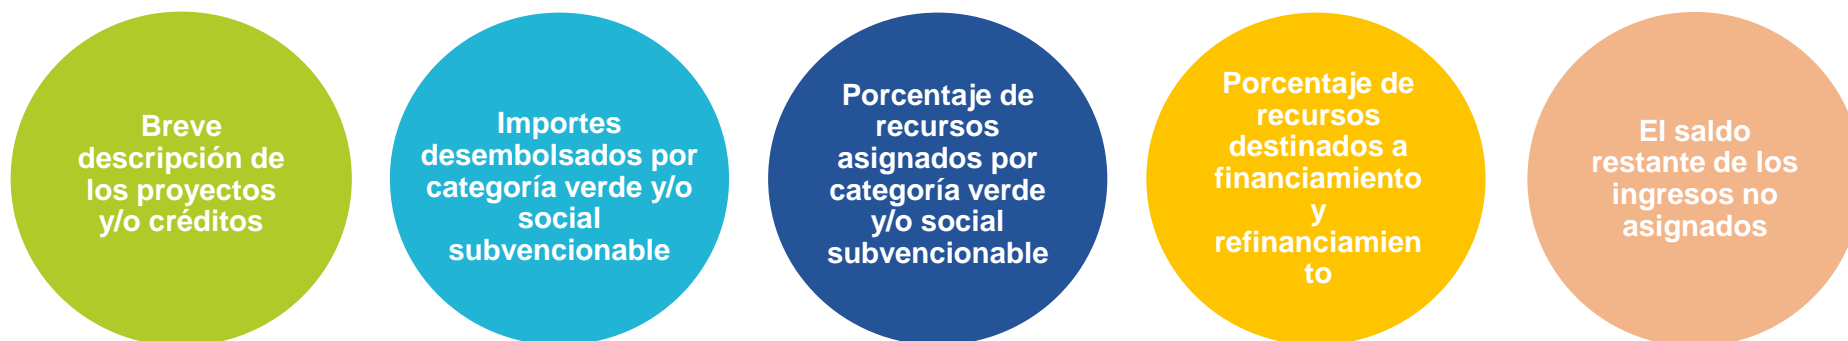 Breve
descripción de
los proyectos
y/o créditos
Importes
desembolsados por
categoría verde y/o
social
subvencionable
Porcentaje de
recursos
asignados por
categoría verde
y/o social
subvencionable
Porcentaje de
recursos
destinados a
financiamiento
y
refinanciamien
to
El saldo
restante de los
ingresos no
asignados